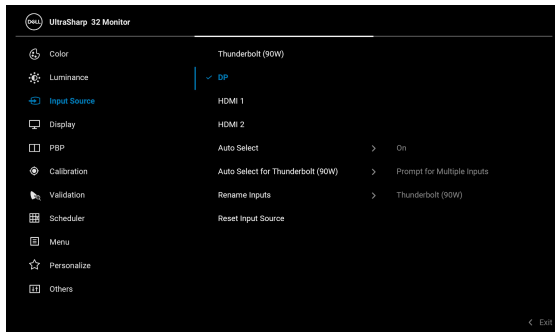 DELL UltraSharp 32 Monitor
Color
Thunderbolt (90W)
Luminance
DP
Input Source
HDMI 1
Display
HDMI 2
PBP
Auto Select
On
Calibration
Auto Select for Thunderbolt (90W)
Prompt for Multiple Inputs
Validation
Rename Inputs
Thunderbolt (90W)
Scheduler
Reset Input Source
Menu
Personalize
Others
Exit